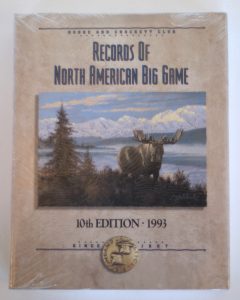 BOONE AND CROCKETT CLUB
RECORDS OF
NORTH AMERICAN BIG GAME
10th EDITION · 1993